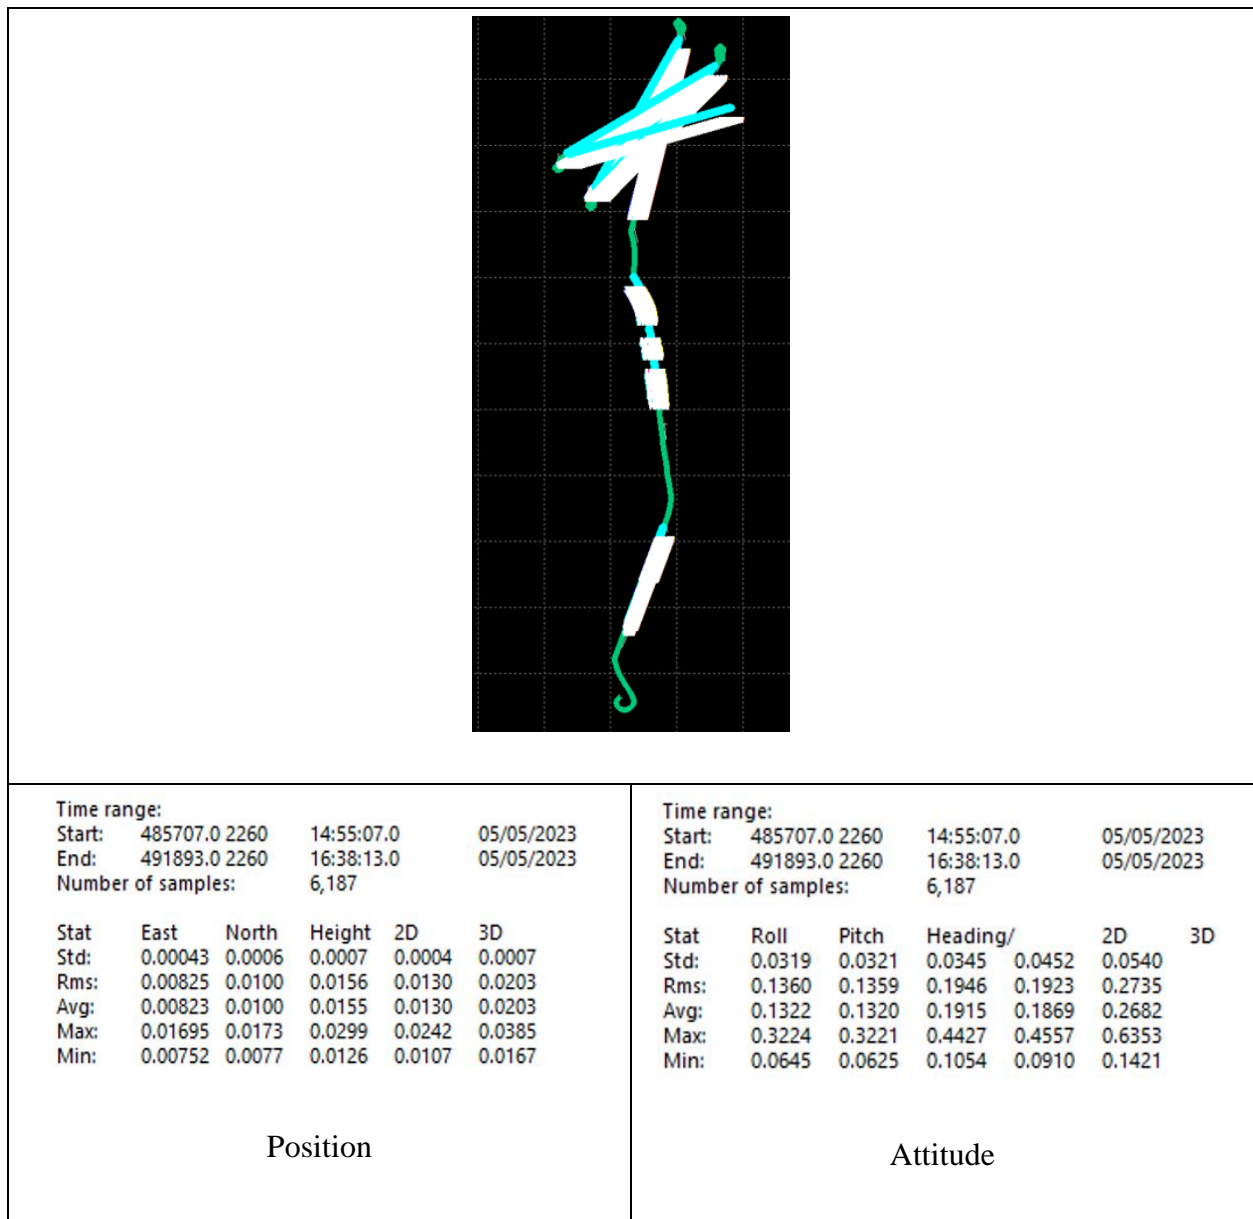 Time range:
Start: 485707.0 2260 14:55:07.0 05/05/2023
End: 491893.0 2260 16:38:13.0 05/05/2023
Number of samples: 6,187
Stat East North Height 2D 3D
Std: 0.00043 0.0006 0.0007 0.0004 0.0007
Rms: 0.00825 0.0100 0.0156 0.0130 0.0203
Avg: 0.00823 0.0100 0.0155 0.0130 0.0203
Max: 0.01695 0.0173 0.0299 0.0242 0.0385
Min: 0.00752 0.0077 0.0126 0.0107 0.0167
Position
Time range:
Start: 485707.0 2260 14:55:07.0 05/05/2023
End: 491893.0 2260 16:38:13.0 05/05/2023
Number of samples: 6,187
Stat Roll Pitch Heading/ 2D 3D
Std: 0.0319 0.0321 0.0345 0.0452 0.0540
Rms: 0.1360 0.1359 0.1946 0.1923 0.2735
Avg: 0.1322 0.1320 0.1915 0.1869 0.2682
Max: 0.3224 0.3221 0.4427 0.4557 0.6353
Min: 0.0645 0.0625 0.1054 0.0910 0.1421
Attitude